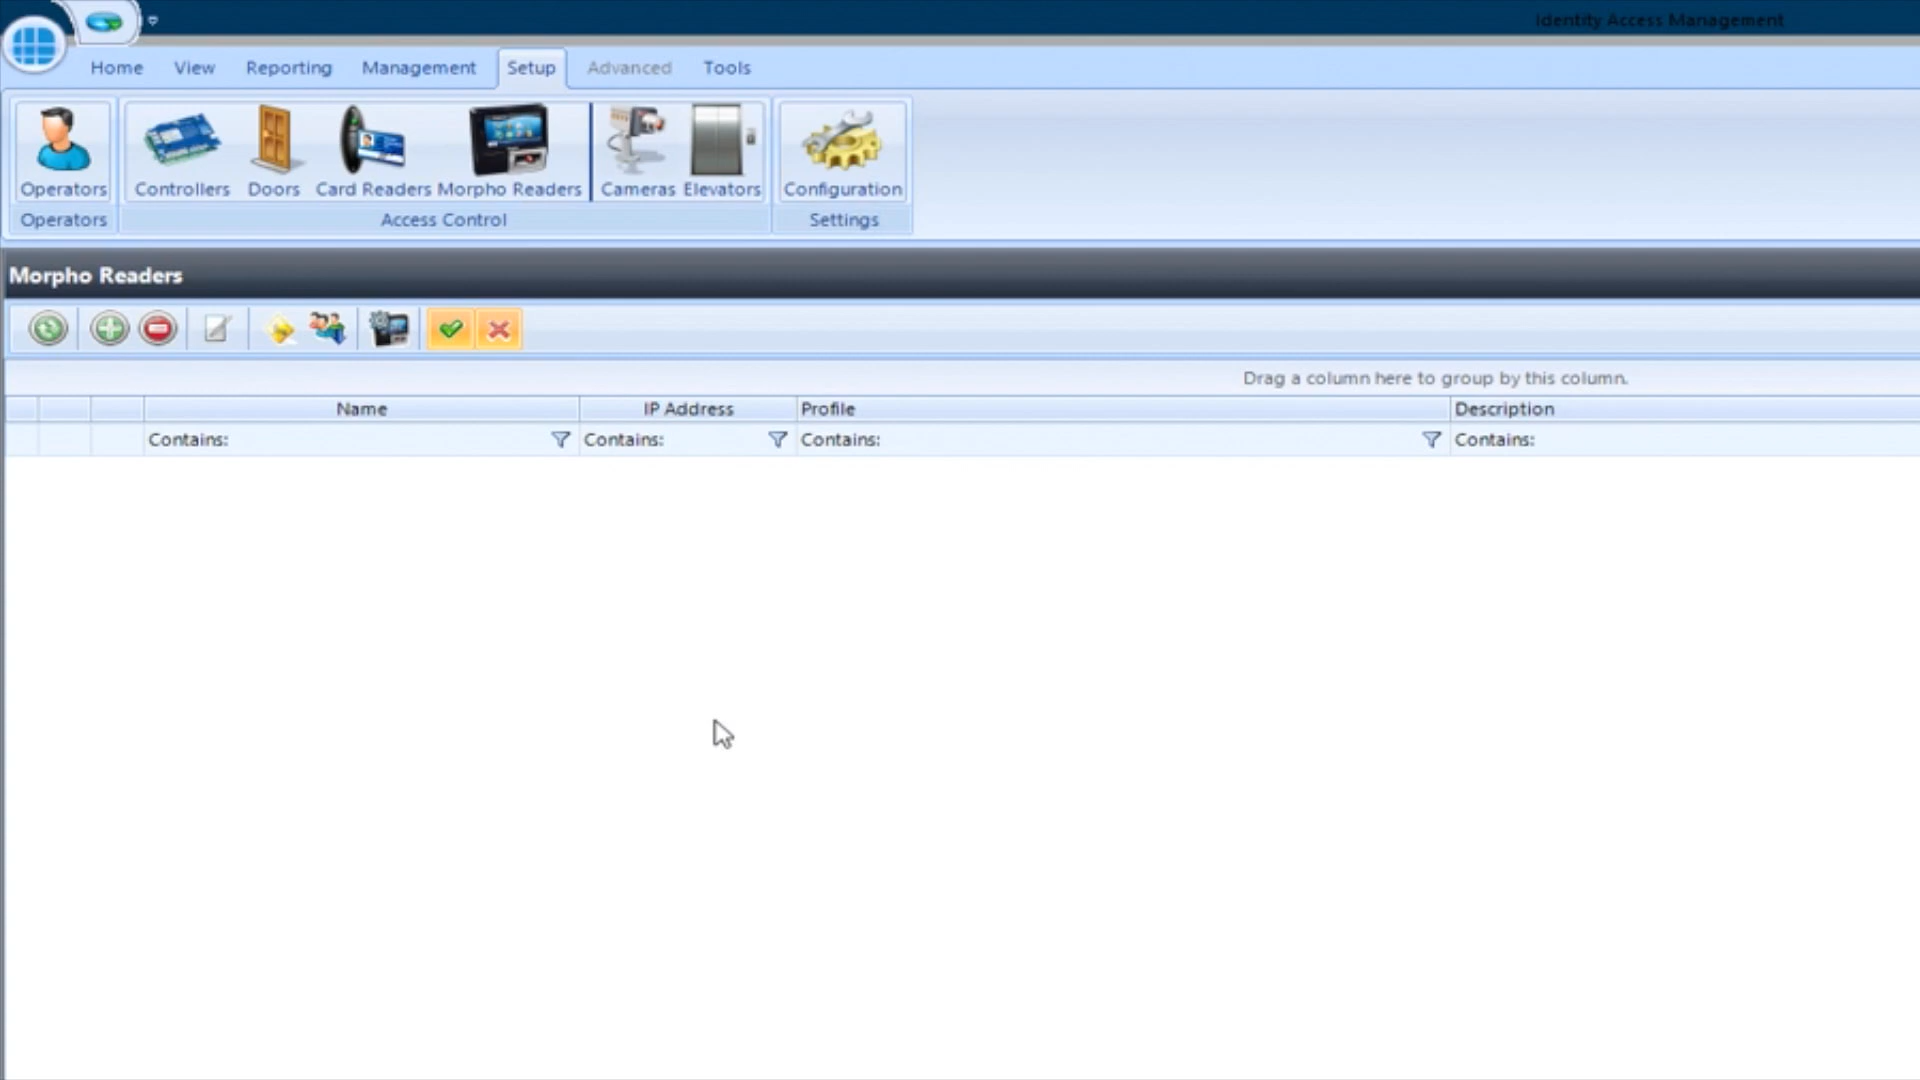 Identity Access Management
Home View Reporting Management Setup Advanced Tools
Operators Controllers Doors Card Readers Morpho Readers Cameras Elevators Configuration
Operators Access Control Settings
Morpho Readers
Drag a column here to group by this column.
Name IP Address Profile Description
Contains: Contains: Contains: Contains: